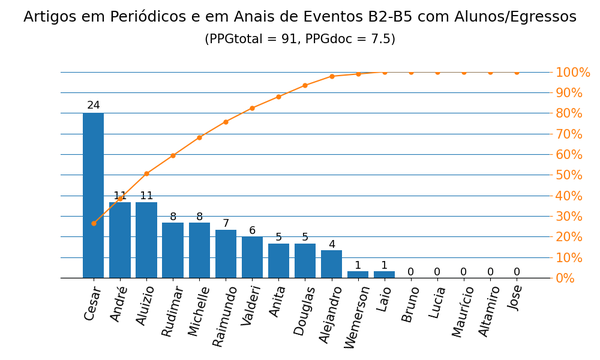 Artigos em Periódicos e em Anais de Eventos B2-B5 com Alunos/Egressos
(PPGtotal = 91, PPGdoc = 7.5)
100%
90%
80%
70%
60%
50%
40%
30%
20%
10%
0%
24
11
11
8
8
7
6
5
5
4
1
1
0
0
0
0
0
Cesar
André
Aluizio
Rudimar
Michelle
Raimundo
Valderi
Anita
Douglas
Alejandro
Wemerson
Laio
Bruno
Lucia
Maurício
Altamiro
Jose